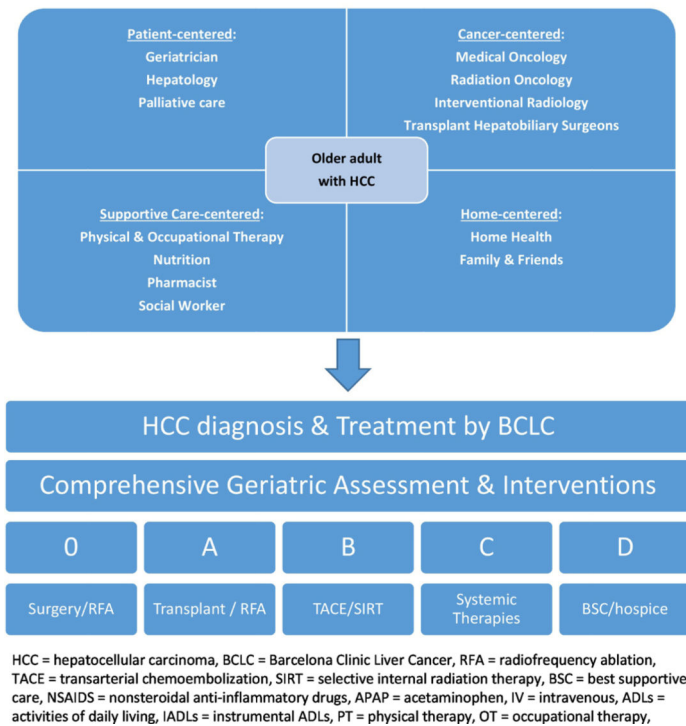 Patient-centered:
Geriatrician
Hepatology
Palliative care
Cancer-centered:
Medical Oncology
Radiation Oncology
Interventional Radiology
Transplant Hepatobiliary Surgeons
Older adult
with HCC
Supportive Care-centered:
Physical & Occupational Therapy
Nutrition
Pharmacist
Social Worker
Home-centered:
Home Health
Family & Friends
HCC diagnosis & Treatment by BCLC
Comprehensive Geriatric Assessment & Interventions
0
A
B
C
D
Surgery/RFA
Transplant / RFA
TACE/SIRT
Systemic
Therapies
BSC/hospice
HCC = hepatocellular carcinoma, BCLC = Barcelona Clinic Liver Cancer, RFA = radiofrequency ablation,
TACE = transarterial chemoembolization, SIRT = selective internal radiation therapy, BSC = best supportive
care, NSAIDS = nonsteroidal anti-inflammatory drugs, APAP = acetaminophen, IV = intravenous, ADLs =
activities of daily living, IADLs = instrumental ADLs, PT = physical therapy, OT = occupational therapy,